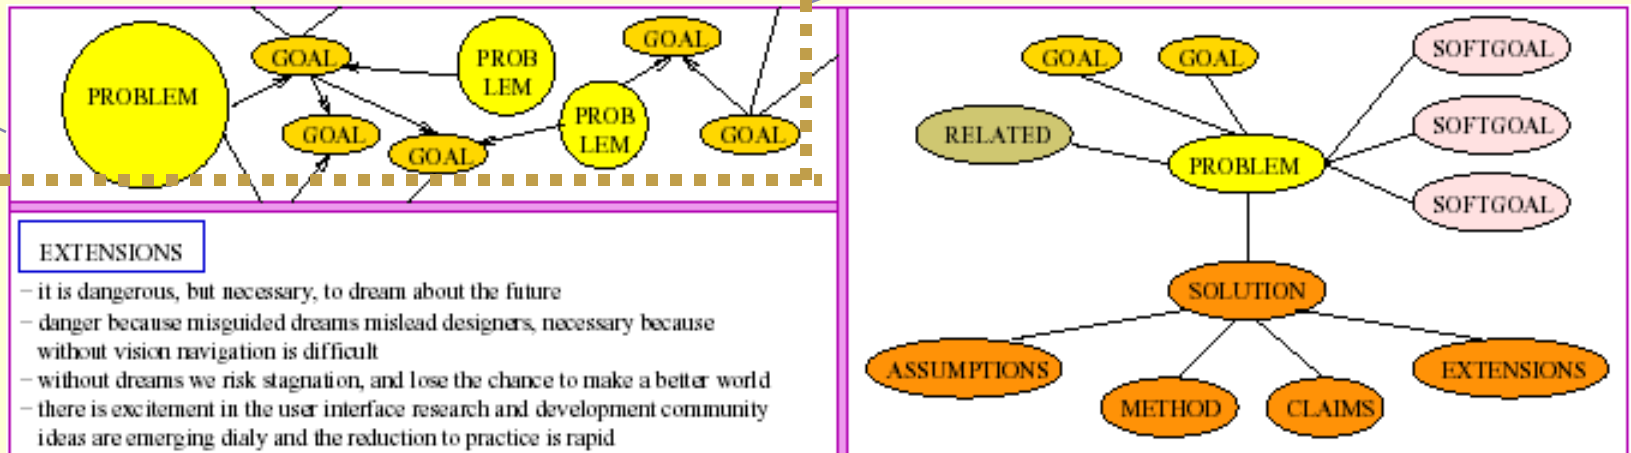 PROBLEM
GOAL
PROB
LEM
GOAL
GOAL
GOAL
PROB
LEM
GOAL
EXTENSIONS
– it is dangerous, but necessary, to dream about the future
– danger because misguided dreams mislead designers, necessary because
without vision navigation is difficult
– without dreams we risk stagnation, and lose the chance to make a better world
– there is excitement in the user interface research and development community
ideas are emerging dialy and the reduction to practice is rapid
GOAL
GOAL
SOFTGOAL
RELATED
SOFTGOAL
PROBLEM
SOFTGOAL
SOLUTION
ASSUMPTIONS
EXTENSIONS
METHOD
CLAIMS